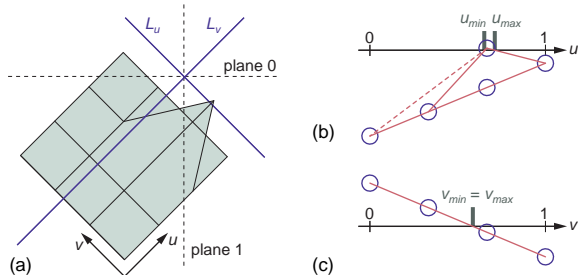 L_u L_v
plane 0
v u
plane 1
(a)
u_min u_max
0 1 u
(b)
v_min = v_max
0 1 v
(c)